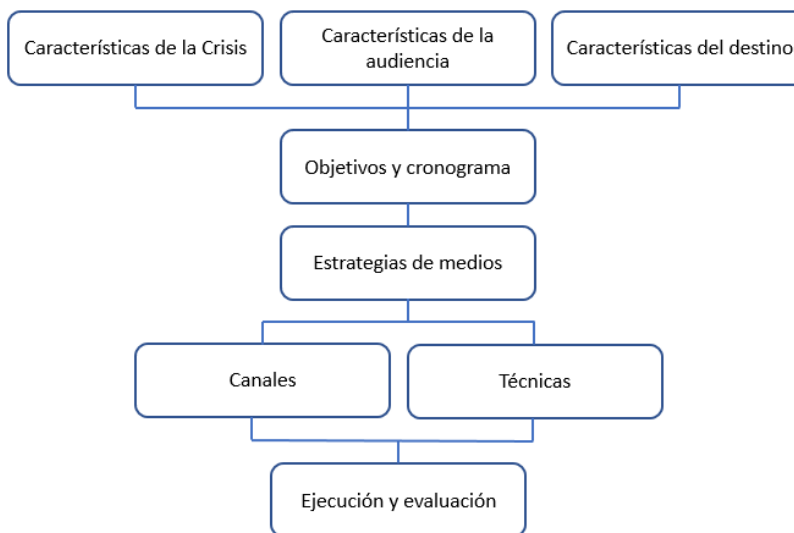 Características de la Crisis
Características de la
audiencia
Características del destino
Objetivos y cronograma
Estrategias de medios
Canales
Técnicas
Ejecución y evaluación